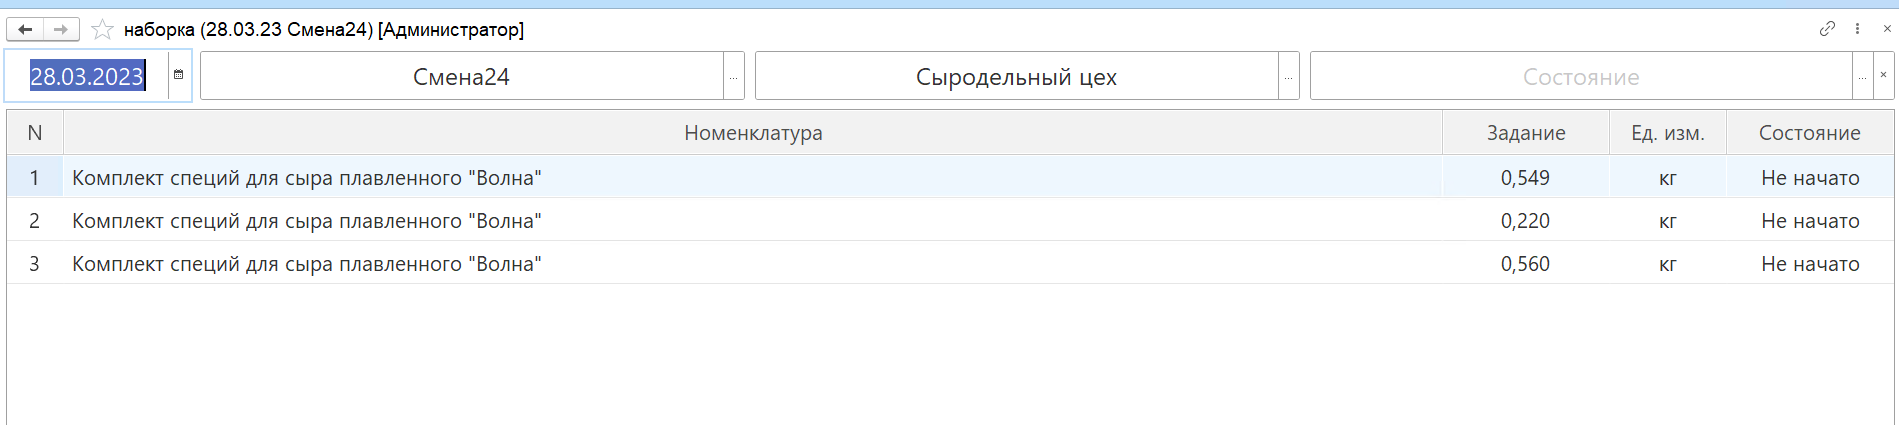 наборка (28.03.23 Смена24) [Администратор]
28.03.2023 Смена24 ... Сыродельный цех ... Состояние ... ×
N Номенклатура Задание Ед. изм. Состояние
1 Комплект специй для сыра плавленного "Волна" 0,549 кг Не начато
2 Комплект специй для сыра плавленного "Волна" 0,220 кг Не начато
3 Комплект специй для сыра плавленного "Волна" 0,560 кг Не начато